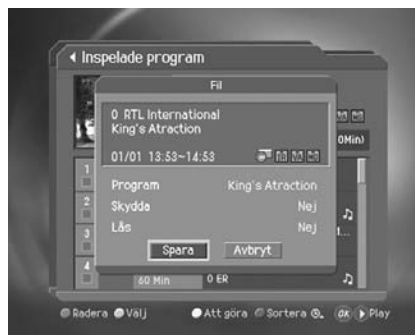 Inspelade program
Fil
0 RTL International
King's Atraction
01/01 13:53~14:53
0Min)
Program King's Atraction
Skydda Nej
Lås Nej
Spara Avbryt
1
2
3
4
60 Min 0 ER
Radera Välj Att göra Sortera OK Play